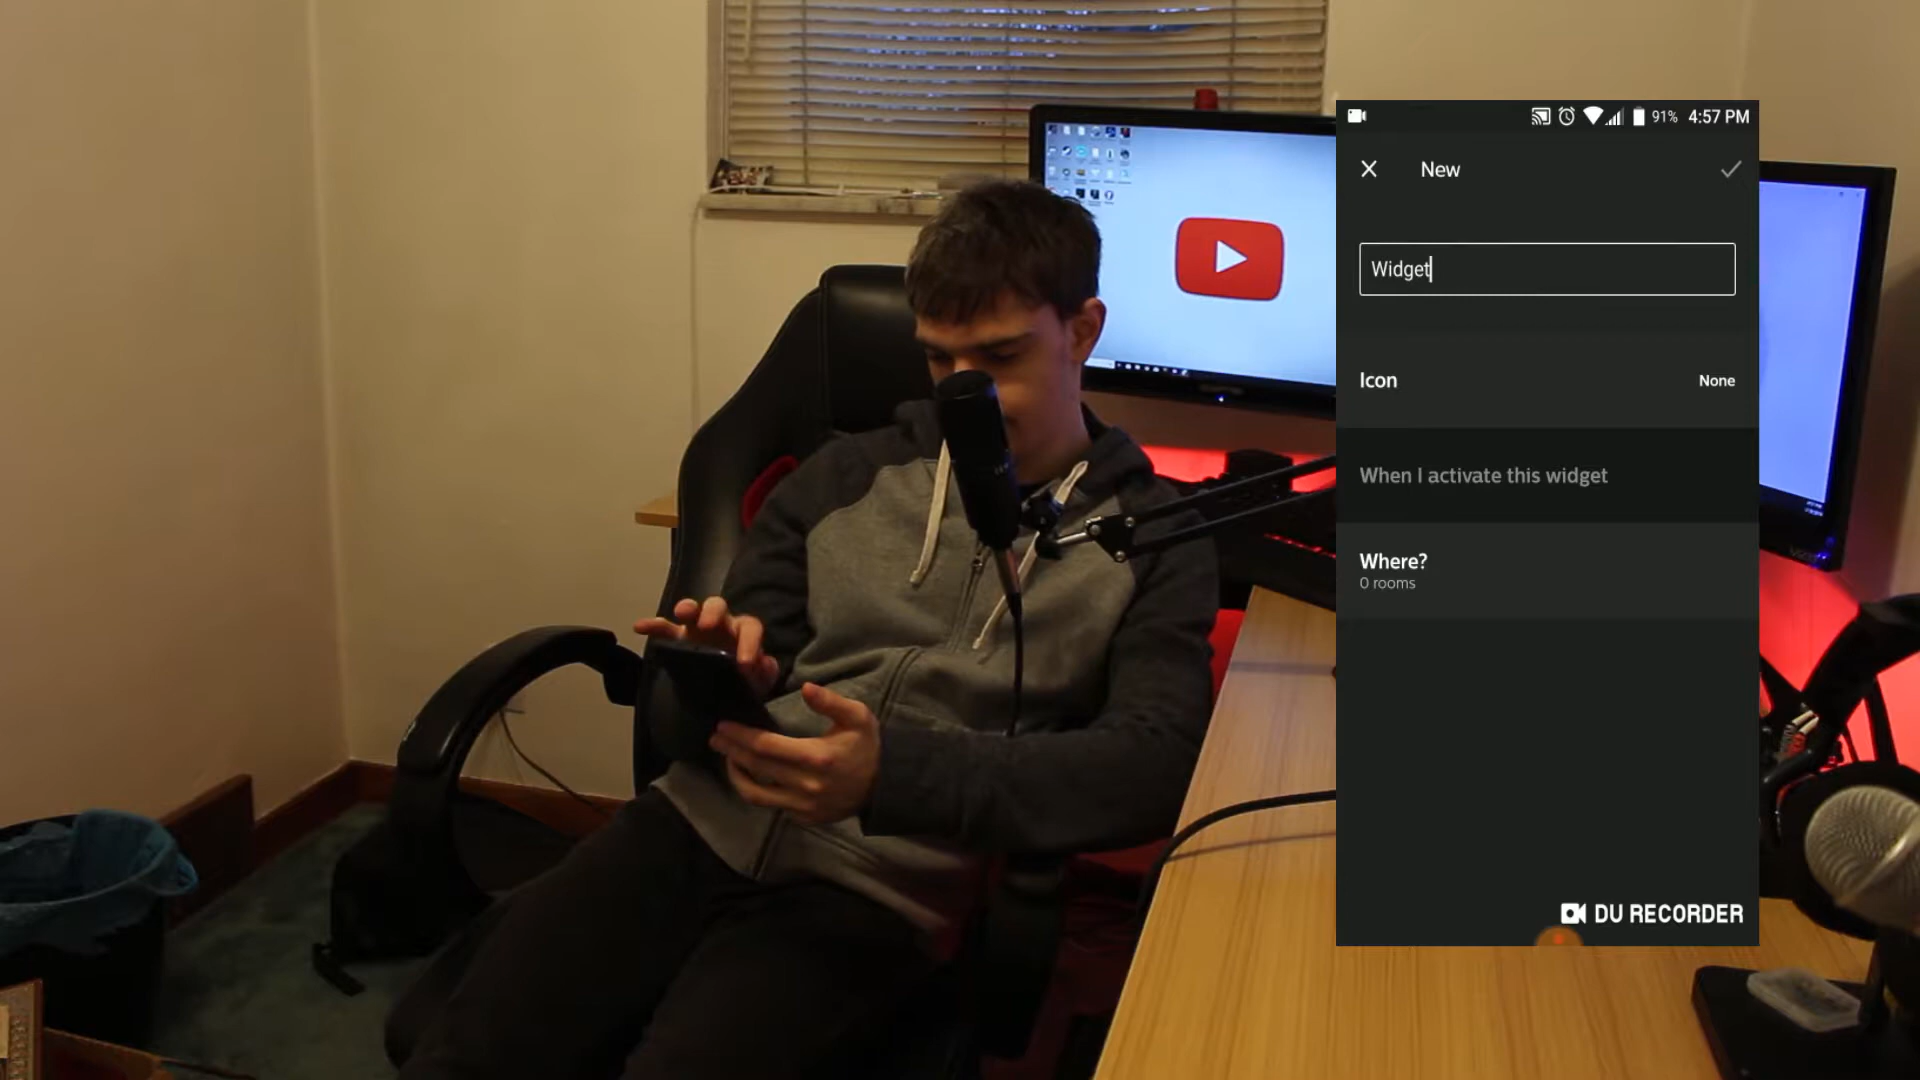 91% 4:57 PM
New
Widget
Icon
None
When I activate this widget
Where?
0 rooms
DU RECORDER